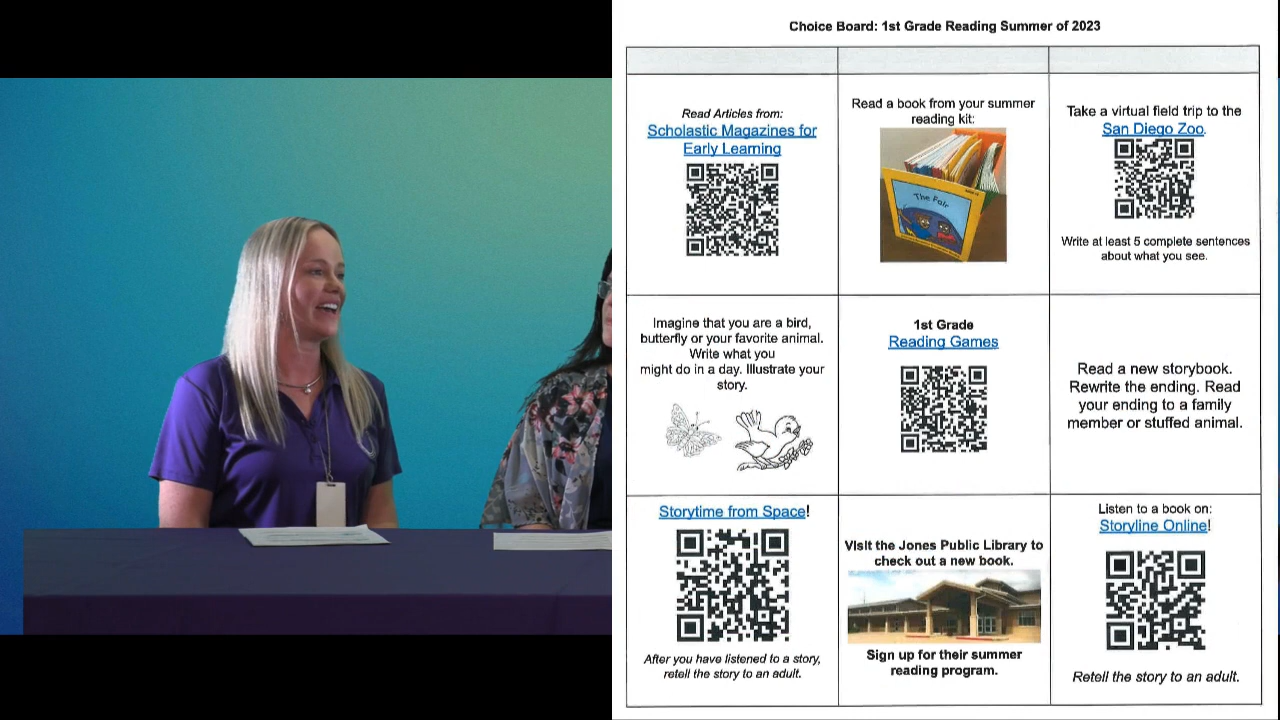 Choice Board: 1st Grade Reading Summer of 2023
Read Articles from:
Scholastic Magazines for
Early Learning
Read a book from your summer
reading kit:
The Fair
Take a virtual field trip to the
San Diego Zoo.
Write at least 5 complete sentences
about what you see.
Imagine that you are a bird,
butterfly or your favorite animal.
Write what you
might do in a day. Illustrate your
story.
1st Grade
Reading Games
Read a new storybook.
Rewrite the ending. Read
your ending to a family
member or stuffed animal.
Storytime from Space!
After you have listened to a story,
retell the story to an adult.
Visit the Jones Public Library to
check out a new book.
Sign up for their summer
reading program.
Listen to a book on:
Storyline Online!
Retell the story to an adult.